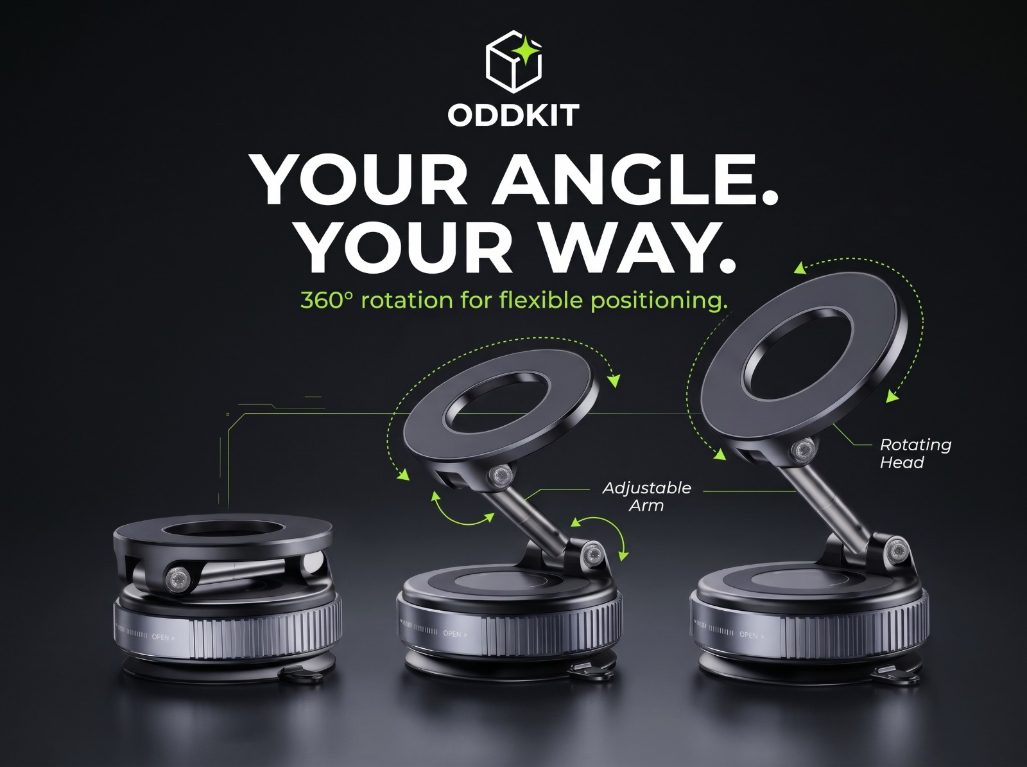 ODDKIT
YOUR ANGLE.
YOUR WAY.
360° rotation for flexible positioning.
Rotating
Head
Adjustable
Arm
OPEN
OPEN
OPEN